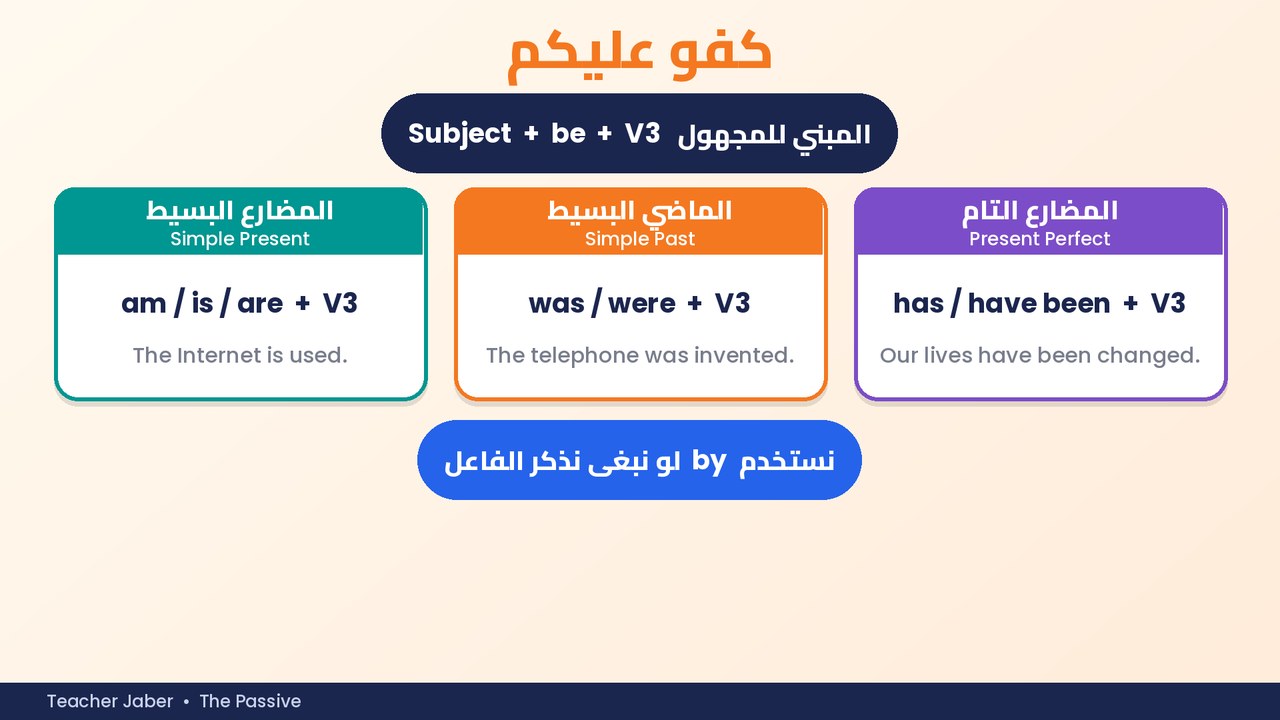 كفو عليكم
المبني للمجهول Subject + be + V3
المضارع البسيط
Simple Present
am / is / are + V3
The Internet is used.
الماضي البسيط
Simple Past
was / were + V3
The telephone was invented.
المضارع التام
Present Perfect
has / have been + V3
Our lives have been changed.
نستخدم by لو نبغى نذكر الفاعل
Teacher Jaber • The Passive